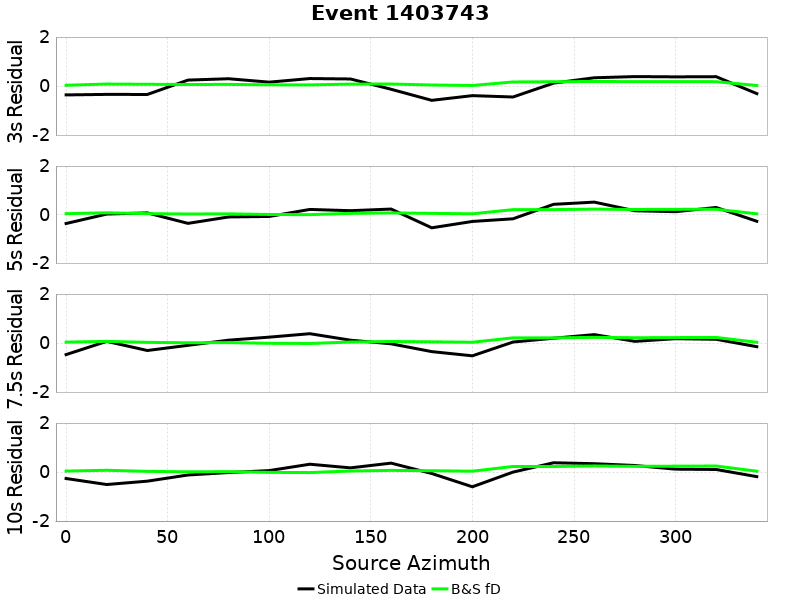 Event 1403743
3s Residual
2
0
-2
5s Residual
2
0
-2
7.5s Residual
2
0
-2
10s Residual
2
0
-2
0 50 100 150 200 250 300
Source Azimuth
Simulated Data B&S fD